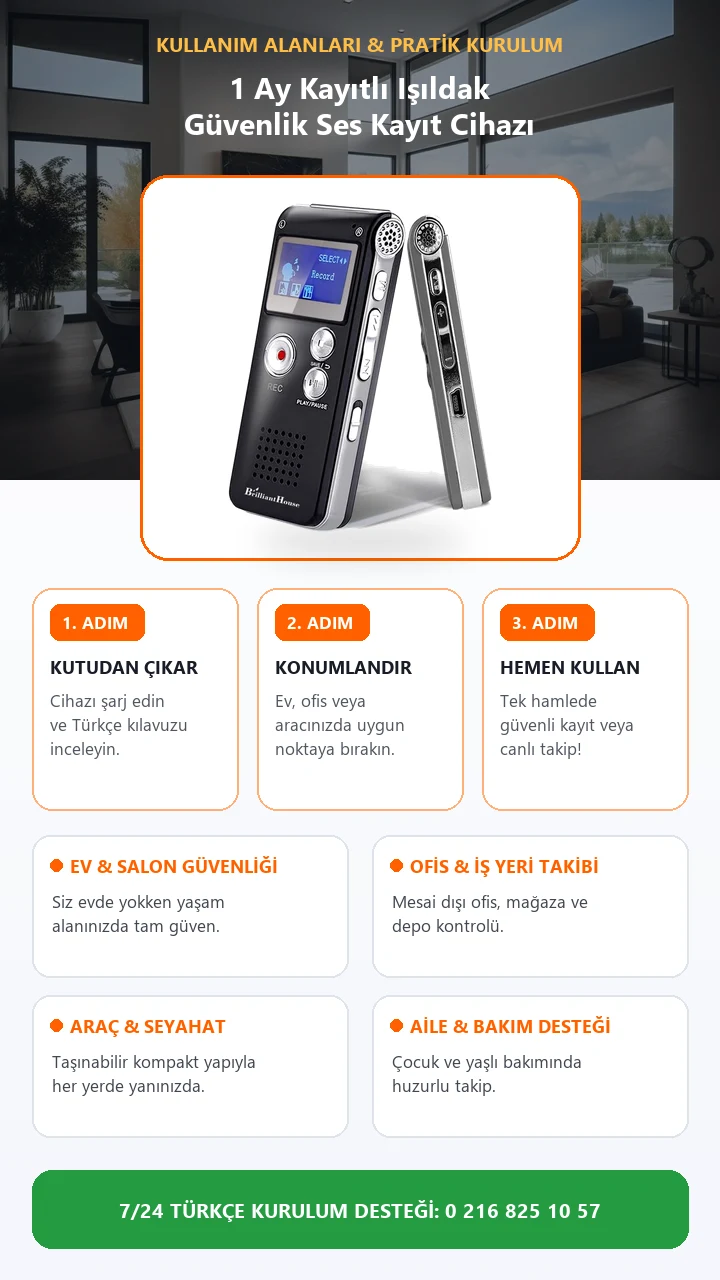 KULLANIM ALANLARI & PRATİK KURULUM
1 Ay Kayıtlı Işıldak
Güvenlik Ses Kayıt Cihazı
SELECT
Record
REC
SAVE /
PLAY/PAUSE
BrilliantHouse
1. ADIM
KUTUDAN ÇIKAR
Cihazı şarj edin
ve Türkçe kılavuzu
inceleyin.
2. ADIM
KONUMLANDIR
Ev, ofis veya
aracınızda uygun
noktaya bırakın.
3. ADIM
HEMEN KULLAN
Tek hamlede
güvenli kayıt veya
canlı takip!
EV & SALON GÜVENLİĞİ
Siz evde yokken yaşam
alanınızda tam güven.
OFİS & İŞ YERİ TAKİBİ
Mesai dışı ofis, mağaza ve
depo kontrolü.
ARAÇ & SEYAHAT
Taşınabilir kompakt yapıyla
her yerde yanınızda.
AİLE & BAKIM DESTEĞİ
Çocuk ve yaşlı bakımında
huzurlu takip.
7/24 TÜRKÇE KURULUM DESTEĞİ: 0 216 825 10 57